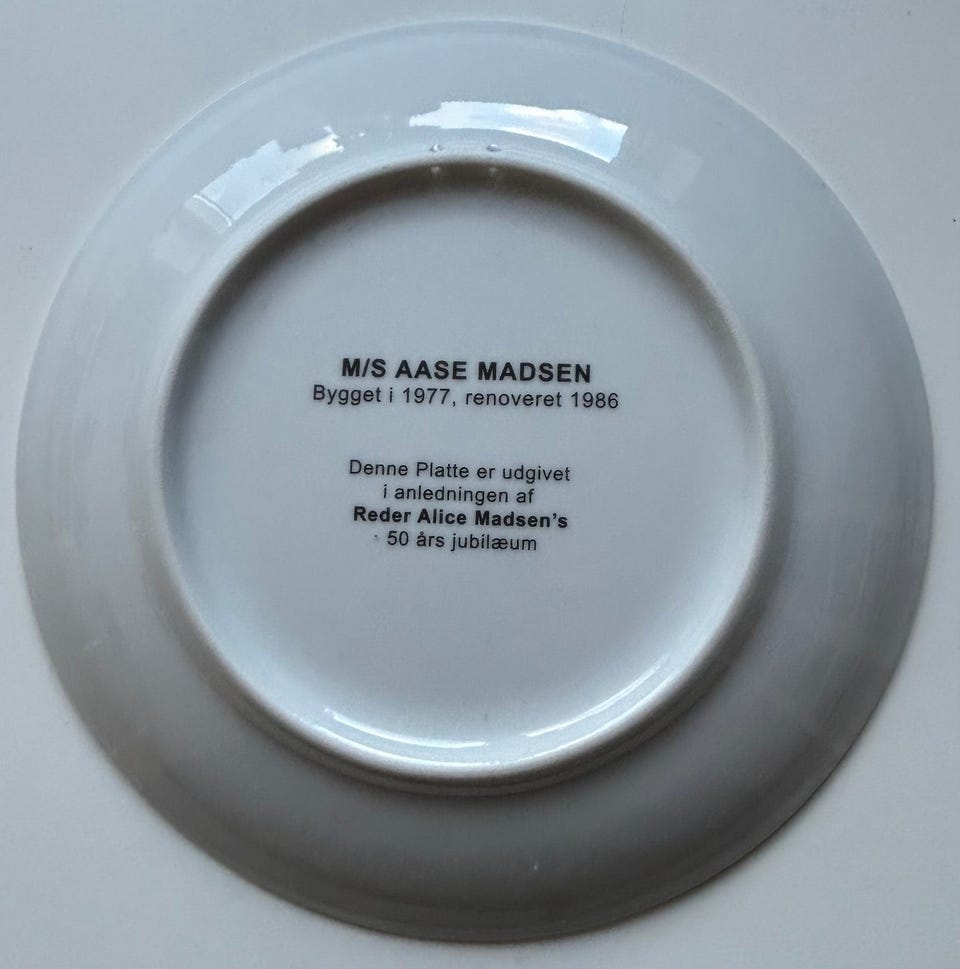 M/S AASE MADSEN
Bygget i 1977, renoveret 1986
Denne Platte er udgivet
i anledningen af
Reder Alice Madsen's
50 års jubilæum